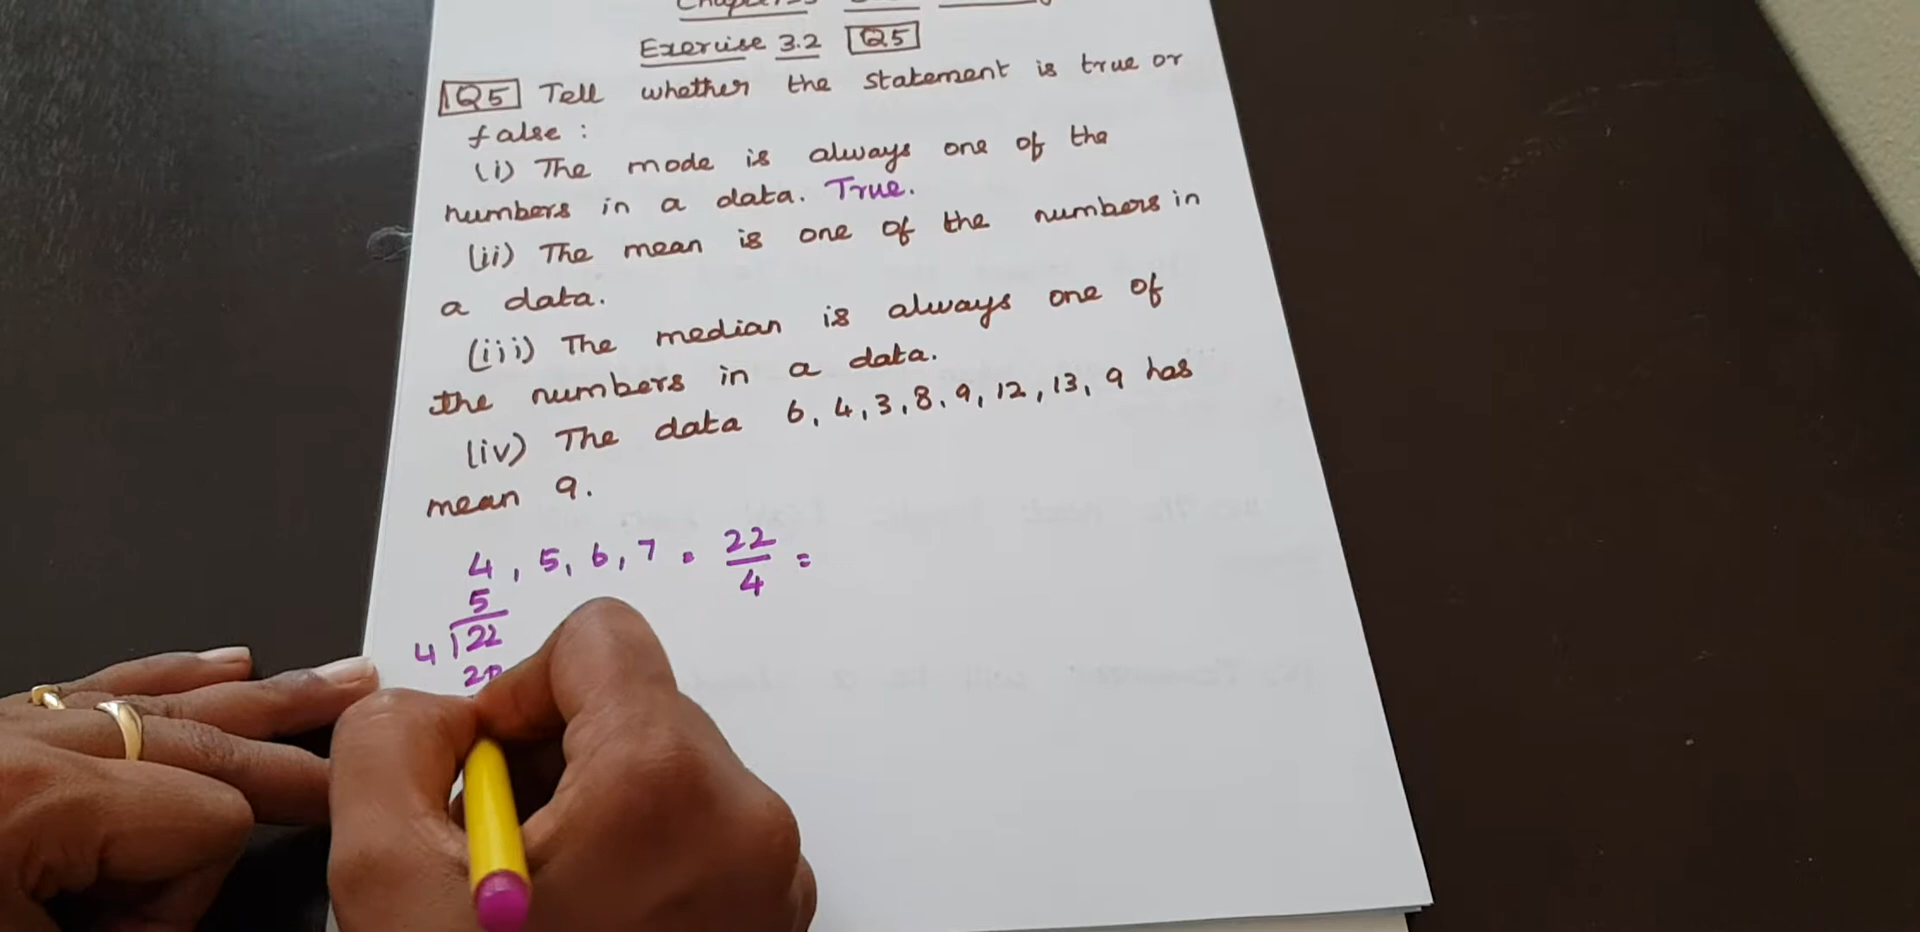 Exercise 3.2 Q5
Q5 Tell whether the statement is true or
false :
(i) The mode is always one of the
numbers in a data. True.
(ii) The mean is one of the numbers in
a data.
(iii) The median is always one of
the numbers in a data.
(iv) The data 6, 4, 3, 8, 9, 12, 13, 9 has
mean 9.
4, 5, 6, 7 = 22/4 =
5
4 22
20